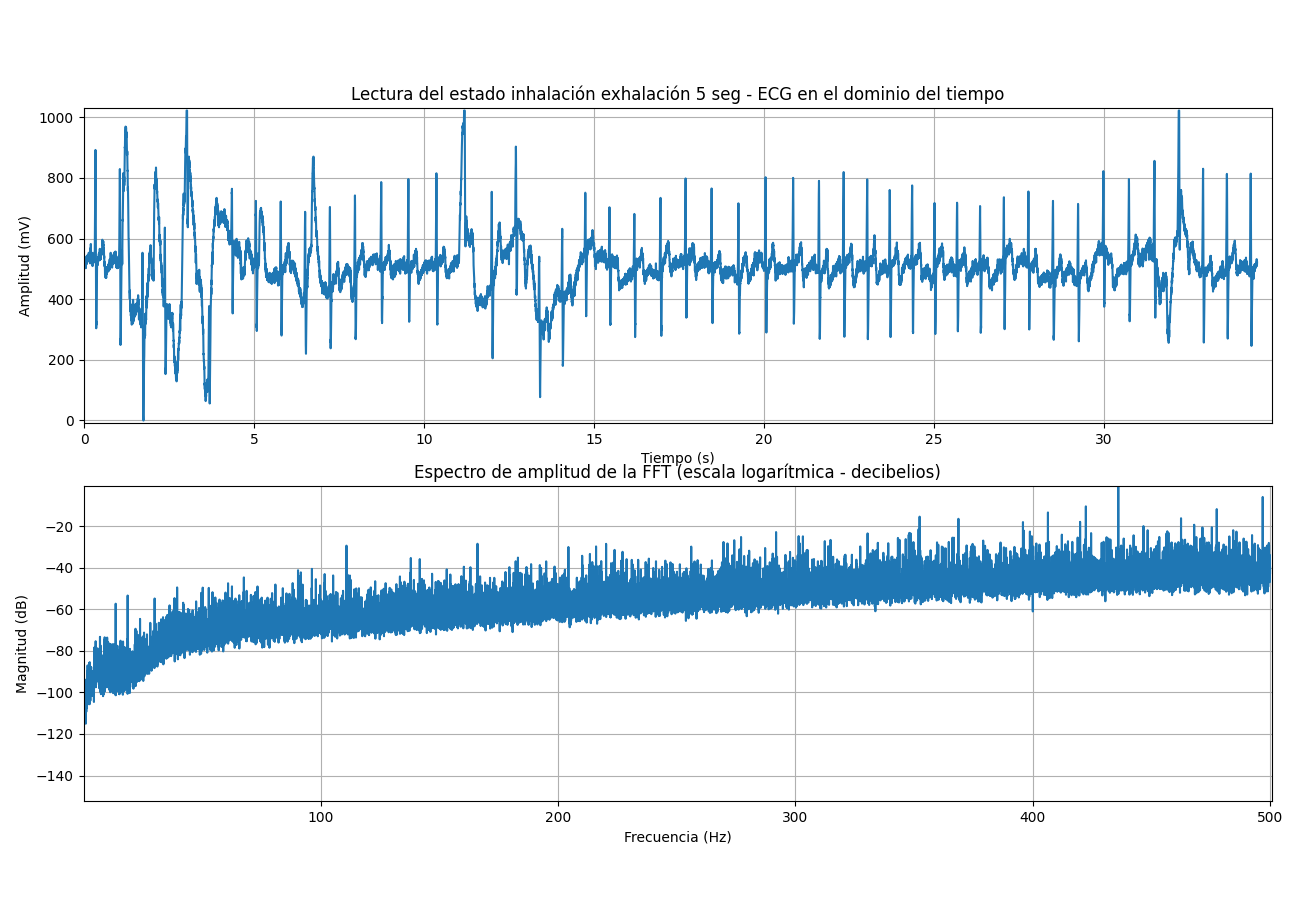 Lectura del estado inhalación exhalación 5 seg - ECG en el dominio del tiempo
1000
800
600
400
200
0
Amplitud (mV)
0 5 10 15 20 25 30
Tiempo (s)
Espectro de amplitud de la FFT (escala logarítmica - decibelios)
−20
−40
−60
−80
−100
−120
−140
Magnitud (dB)
100 200 300 400 500
Frecuencia (Hz)